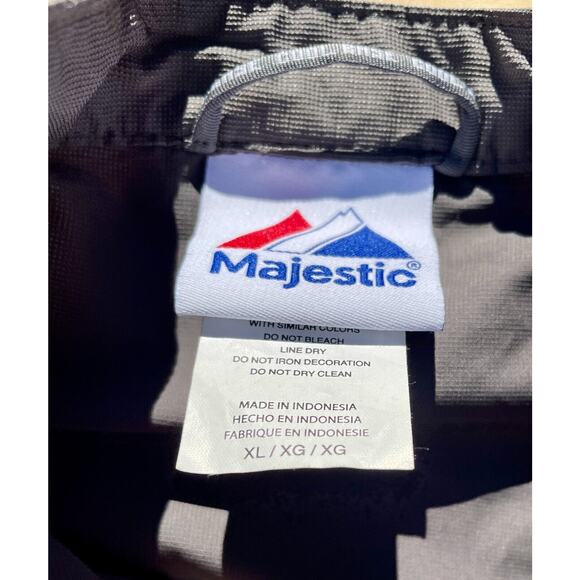 Majestic®
WITH SIMILAR COLORS
DO NOT BLEACH
LINE DRY
DO NOT IRON DECORATION
DO NOT DRY CLEAN
MADE IN INDONESIA
HECHO EN INDONESIA
FABRIQUE EN INDONESIE
XL / XG / XG